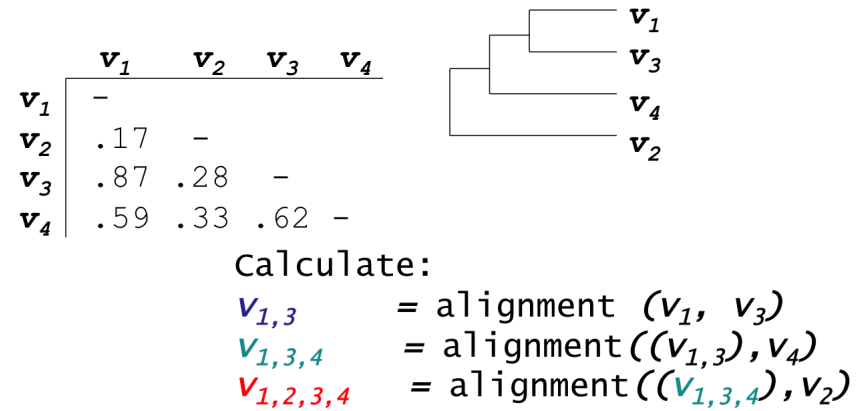 v1 v2 v3 v4
v1 -
v2 .17 -
v3 .87 .28 -
v4 .59 .33 .62 -
v1
v3
v4
v2
Calculate:
v1,3 = alignment (v1, v3)
v1,3,4 = alignment((v1,3),v4)
v1,2,3,4 = alignment((v1,3,4),v2)